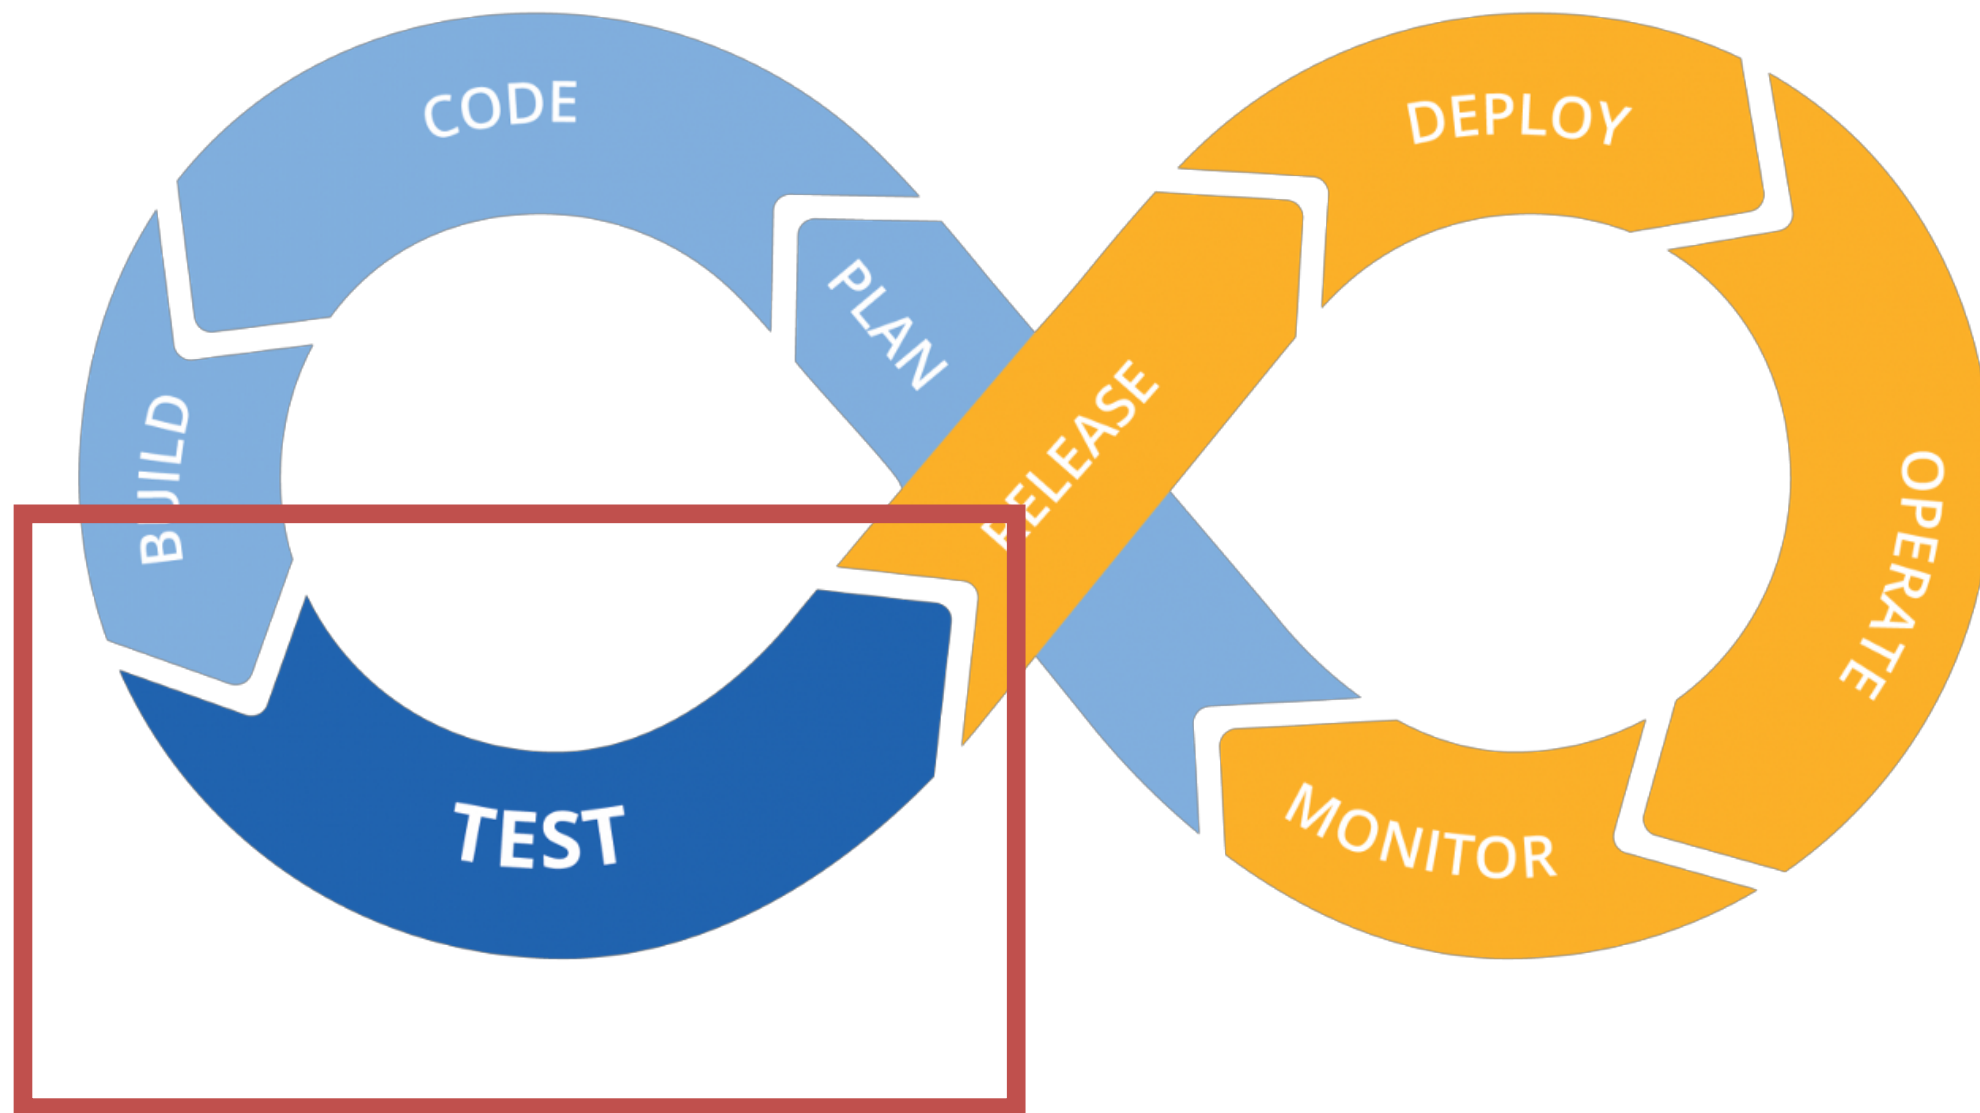 CODE
DEPLOY
PLAN
RELEASE
BUILD
OPERATE
TEST
MONITOR